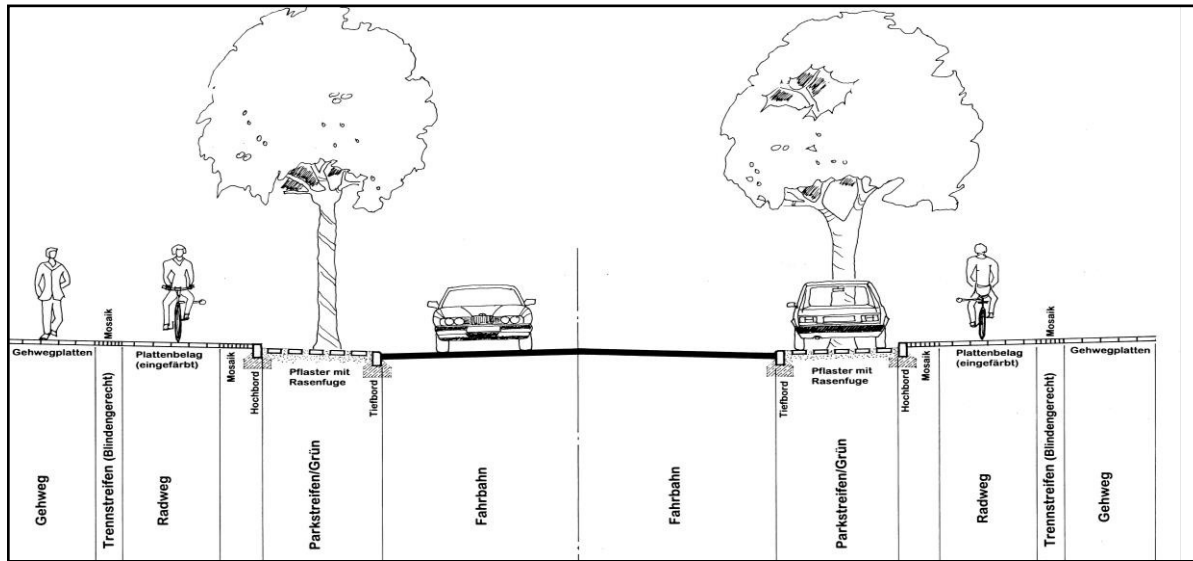 Gehwegplatten
Mosaik
Plattenbelag
(eingefärbt)
Mosaik
Hochbord
Pflaster mit
Rasenfuge
Tiefbord
Tiefbord
Pflaster mit
Rasenfuge
Hochbord
Mosaik
Plattenbelag
(eingefärbt)
Mosaik
Gehwegplatten
Gehweg
Trennstreifen (Blindengerecht)
Radweg
Parkstreifen/Grün
Fahrbahn
Fahrbahn
Parkstreifen/Grün
Radweg
Trennstreifen (Blindengerecht)
Gehweg